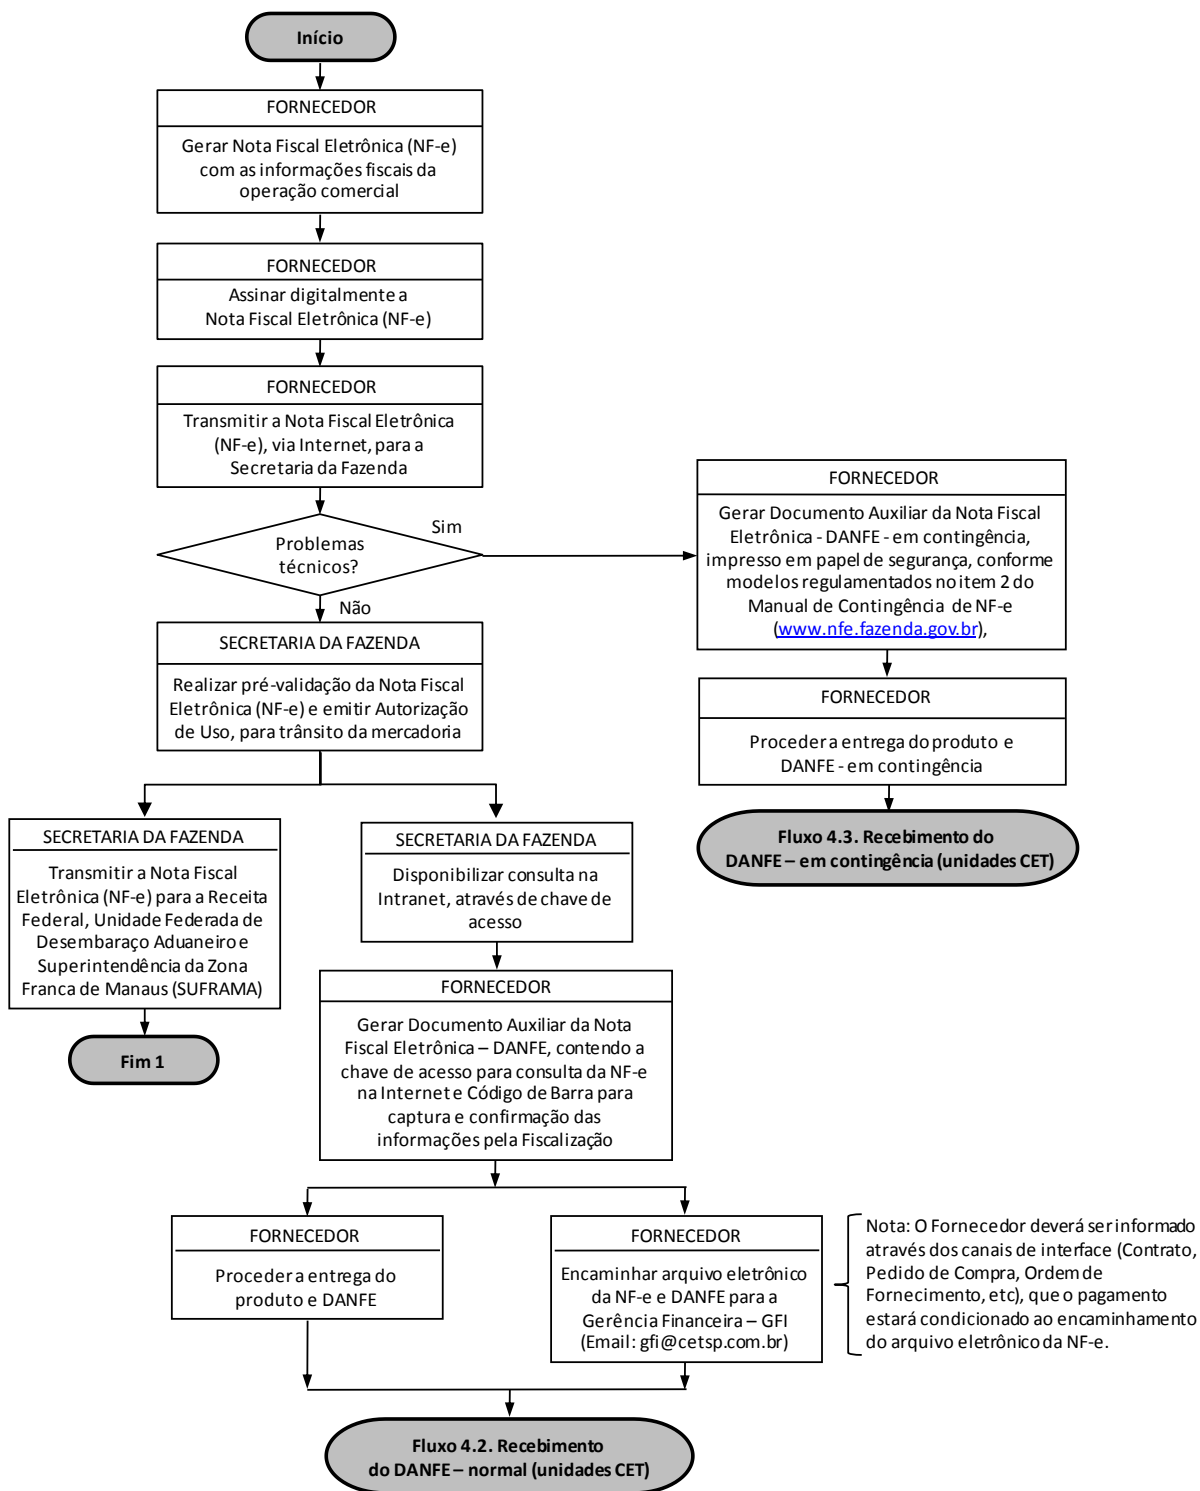 Início
FORNECEDOR
Gerar Nota Fiscal Eletrônica (NF-e)
com as informações fiscais da
operação comercial
FORNECEDOR
Assinar digitalmente a
Nota Fiscal Eletrônica (NF-e)
FORNECEDOR
Transmitir a Nota Fiscal Eletrônica
(NF-e), via Internet, para a
Secretaria da Fazenda
Problemas
técnicos?
Sim
Não
FORNECEDOR
Gerar Documento Auxiliar da Nota Fiscal
Eletrônica - DANFE - em contingência,
impresso em papel de segurança, conforme
modelos regulamentados no item 2 do
Manual de Contingência de NF-e
(www.nfe.fazenda.gov.br),
FORNECEDOR
Proceder a entrega do produto e
DANFE - em contingência
Fluxo 4.3. Recebimento do
DANFE – em contingência (unidades CET)
SECRETARIA DA FAZENDA
Realizar pré-validação da Nota Fiscal
Eletrônica (NF-e) e emitir Autorização
de Uso, para trânsito da mercadoria
SECRETARIA DA FAZENDA
Transmitir a Nota Fiscal
Eletrônica (NF-e) para a Receita
Federal, Unidade Federada de
Desembaraço Aduaneiro e
Superintendência da Zona
Franca de Manaus (SUFRAMA)
Fim 1
SECRETARIA DA FAZENDA
Disponibilizar consulta na
Intranet, através de chave de
acesso
FORNECEDOR
Gerar Documento Auxiliar da Nota
Fiscal Eletrônica – DANFE, contendo a
chave de acesso para consulta da NF-e
na Internet e Código de Barra para
captura e confirmação das
informações pela Fiscalização
FORNECEDOR
Proceder a entrega do
produto e DANFE
FORNECEDOR
Encaminhar arquivo eletrônico
da NF-e e DANFE para a
Gerência Financeira – GFI
(Email: gfi@cetsp.com.br)
Nota: O Fornecedor deverá ser informado
através dos canais de interface (Contrato,
Pedido de Compra, Ordem de
Fornecimento, etc), que o pagamento
estará condicionado ao encaminhamento
do arquivo eletrônico da NF-e.
Fluxo 4.2. Recebimento
do DANFE – normal (unidades CET)